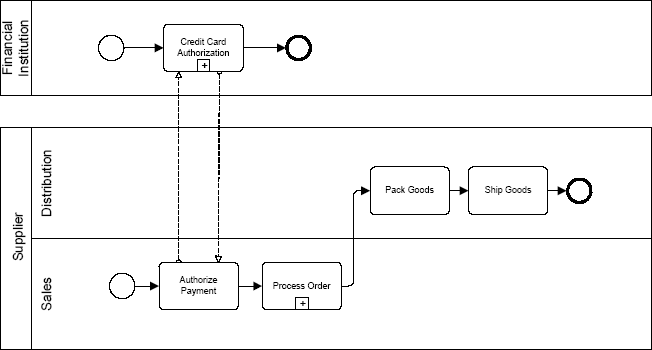 Financial
Institution
Credit Card
Authorization
+
Supplier
Distribution
Pack Goods
Ship Goods
Sales
Authorize
Payment
Process Order
+